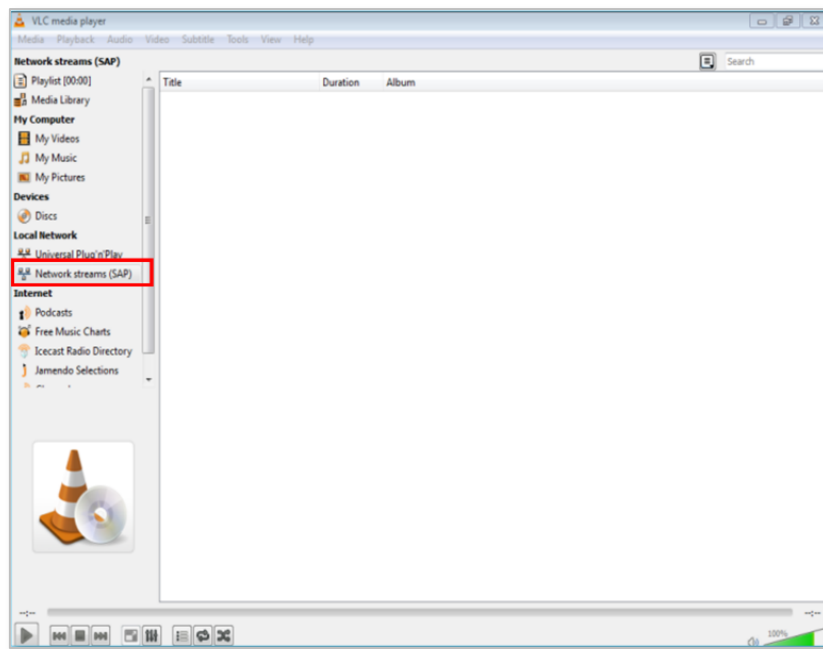 VLC media player
Media Playback Audio Video Subtitle Tools View Help
Network streams (SAP)
Search
Playlist [00:00]
Title Duration Album
Media Library
My Computer
My Videos
My Music
My Pictures
Devices
Discs
Local Network
Universal Plug'n'Play
Network streams (SAP)
Internet
Podcasts
Free Music Charts
Icecast Radio Directory
Jamendo Selections
--:-- --:--
100%